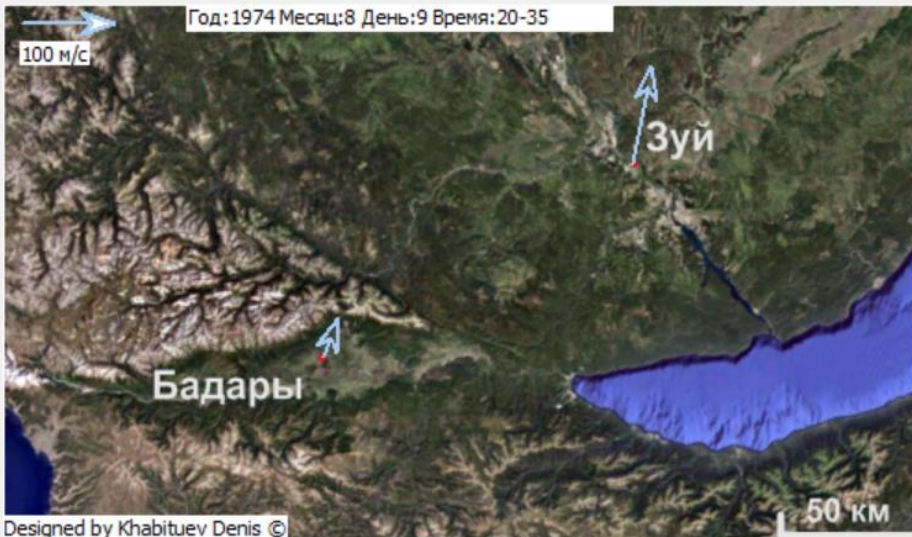 Год:1974 Месяц:8 День:9 Время:20-35
100 м/с
Зуй
Бадары
50 км
Designed by Khabituev Denis ©